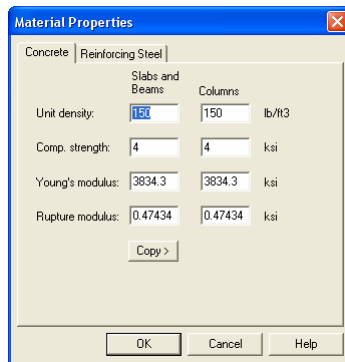 Material Properties
Concrete Reinforcing Steel
Slabs and
Beams Columns
Unit density: 150 150 lb/ft3
Comp. strength: 4 4 ksi
Young's modulus: 3834.3 3834.3 ksi
Rupture modulus: 0.47434 0.47434 ksi
Copy >
OK Cancel Help